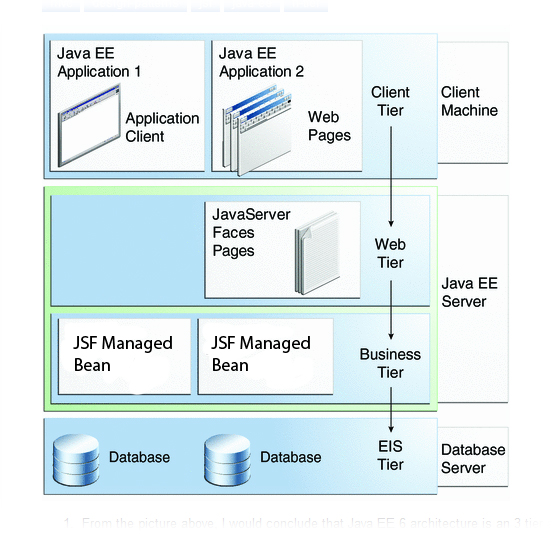 Java EE
Application 1
Application
Client
Java EE
Application 2
Web
Pages
Client
Tier
Client
Machine
JavaServer
Faces
Pages
Web
Tier
Java EE
Server
JSF Managed
Bean
JSF Managed
Bean
Business
Tier
Database
Database
EIS
Tier
Database
Server
1. From the picture above, I would conclude that Java EE 6 architecture is an 3